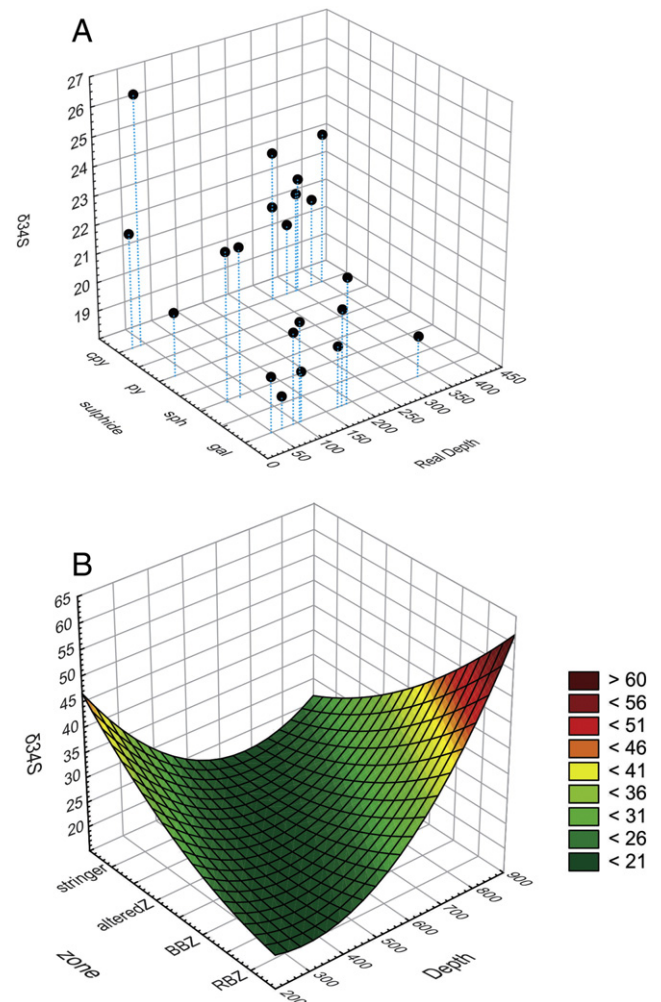 A
27
26
25
24
23
22
21
20
19
δ34S
cpy
py
sph
gal
sulphide
0
50
100
150
200
250
300
350
400
450
Real Depth
B
65
60
55
50
45
40
35
30
25
20
δ34S
stringer
alteredZ
BBZ
RBZ
zone
200
300
400
500
600
700
800
900
Depth
> 60
< 56
< 51
< 46
< 41
< 36
< 31
< 26
< 21